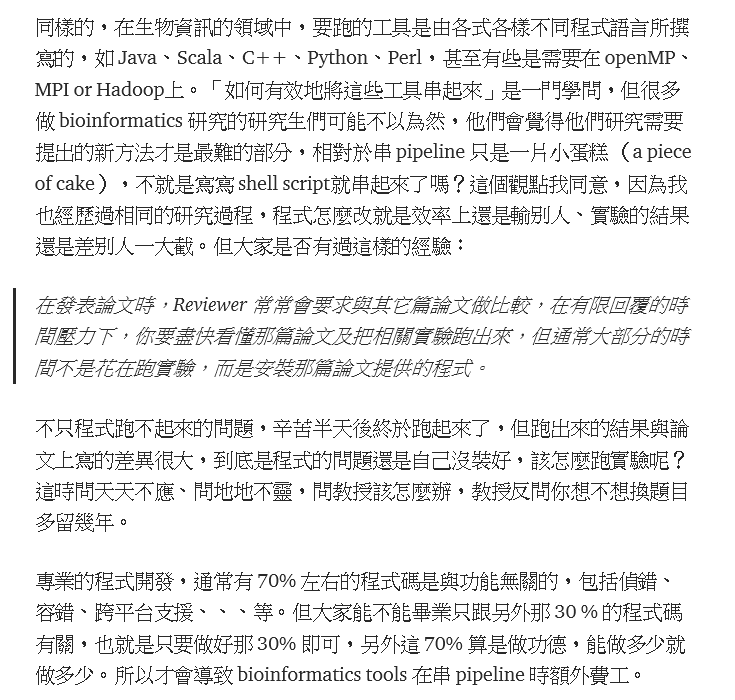 同樣的，在生物資訊的領域中，要跑的工具是由各式各樣不同程式語言所撰
寫的，如 Java、Scala、C++、Python、Perl，甚至有些是需要在 openMP、
MPI or Hadoop上。「如何有效地將這些工具串起來」是一門學問，但很多
做 bioinformatics 研究的研究生們可能不以為然，他們會覺得他們研究需要
提出的新方法才是最難的部分，相對於串 pipeline 只是一片小蛋糕 （a piece
of cake），不就是寫寫 shell script就串起來了嗎？這個觀點我同意，因為我
也經歷過相同的研究過程，程式怎麼改就是效率上還是輸別人、實驗的結果
還是差別人一大截。但大家是否有過這樣的經驗：
在發表論文時，Reviewer 常常會要求與其它篇論文做比較，在有限回覆的時
間壓力下，你要盡快看懂那篇論文及把相關實驗跑出來，但通常大部分的時
間不是花在跑實驗，而是安裝那篇論文提供的程式。
不只程式跑不起來的問題，辛苦半天後終於跑起來了，但跑出來的結果與論
文上寫的差異很大，到底是程式的問題還是自己沒裝好，該怎麼跑實驗呢？
這時問天天不應、問地地不靈，問教授該怎麼辦，教授反問你想不想換題目
多留幾年。
專業的程式開發，通常有 70% 左右的程式碼是與功能無關的，包括偵錯、
容錯、跨平台支援、、、等。但大家能不能畢業只跟另外那 30 % 的程式碼
有關，也就是只要做好那 30% 即可，另外這 70% 算是做功德，能做多少就
做多少。所以才會導致 bioinformatics tools 在串 pipeline 時額外費工。